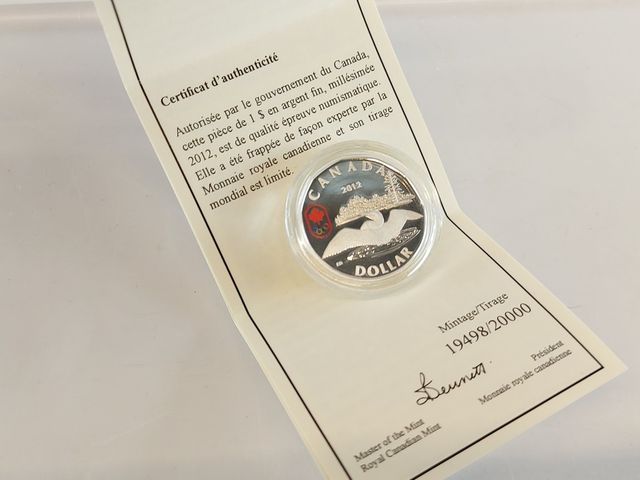 Certificat d'authenticité
Autorisée par le gouvernement du Canada,
cette pièce de 1 $ en argent fin, millésimée
2012, est de qualité épreuve numismatique.
Elle a été frappée de façon experte par la
Monnaie royale canadienne et son tirage
mondial est limité.
CANADA
2012
DOLLAR
Mintage/Tirage
19498/20000
Master of the Mint
Royal Canadian Mint
Président
Monnaie royale canadienne